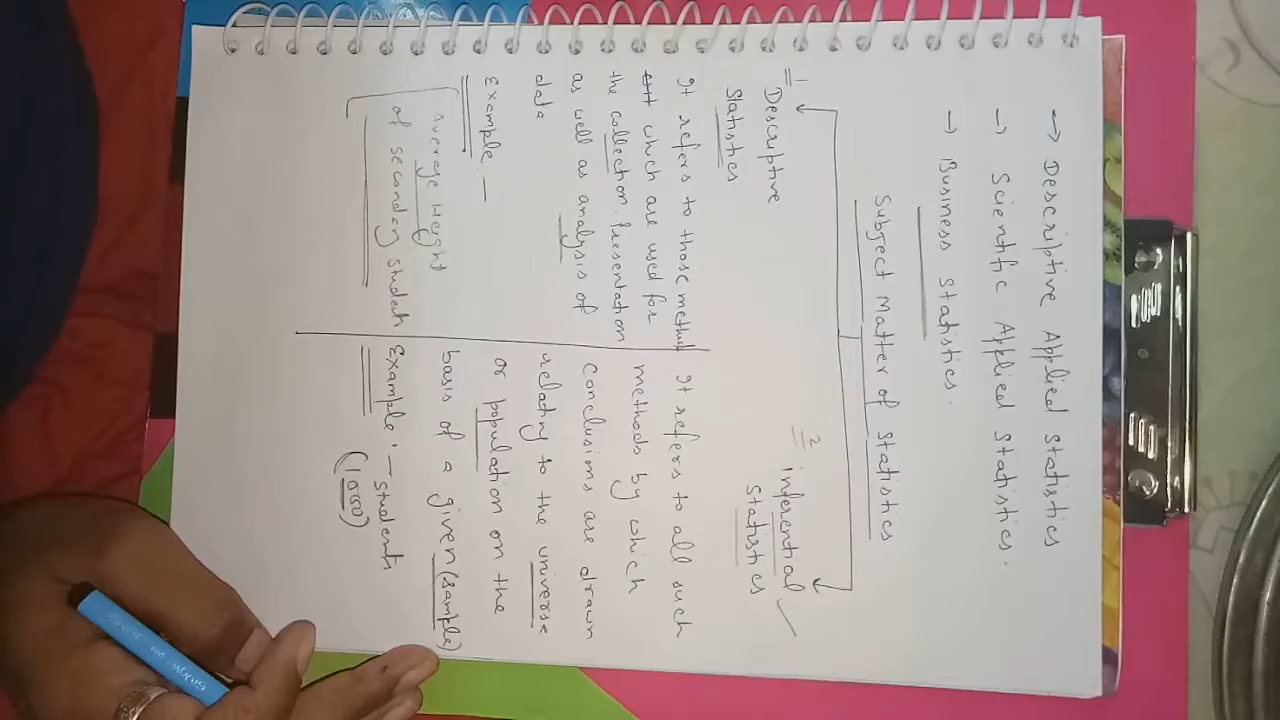 → Descriptive Applied Statistics
→ Scientific Applied Statistics.
→ Business Statistics.
Subject Matter of Statistics
1
Descriptive
Statistics
It refers to those method
which are used for
the collection. Presentation
as well as analysis of
data
Example. —
Average Height
of secondary student
2
inferential
Statistics.
It refers to all such
methods by which
conclusions are drawn
relating to the universe
or population on the
basis of a given (sample)
Example. — students
(1000)